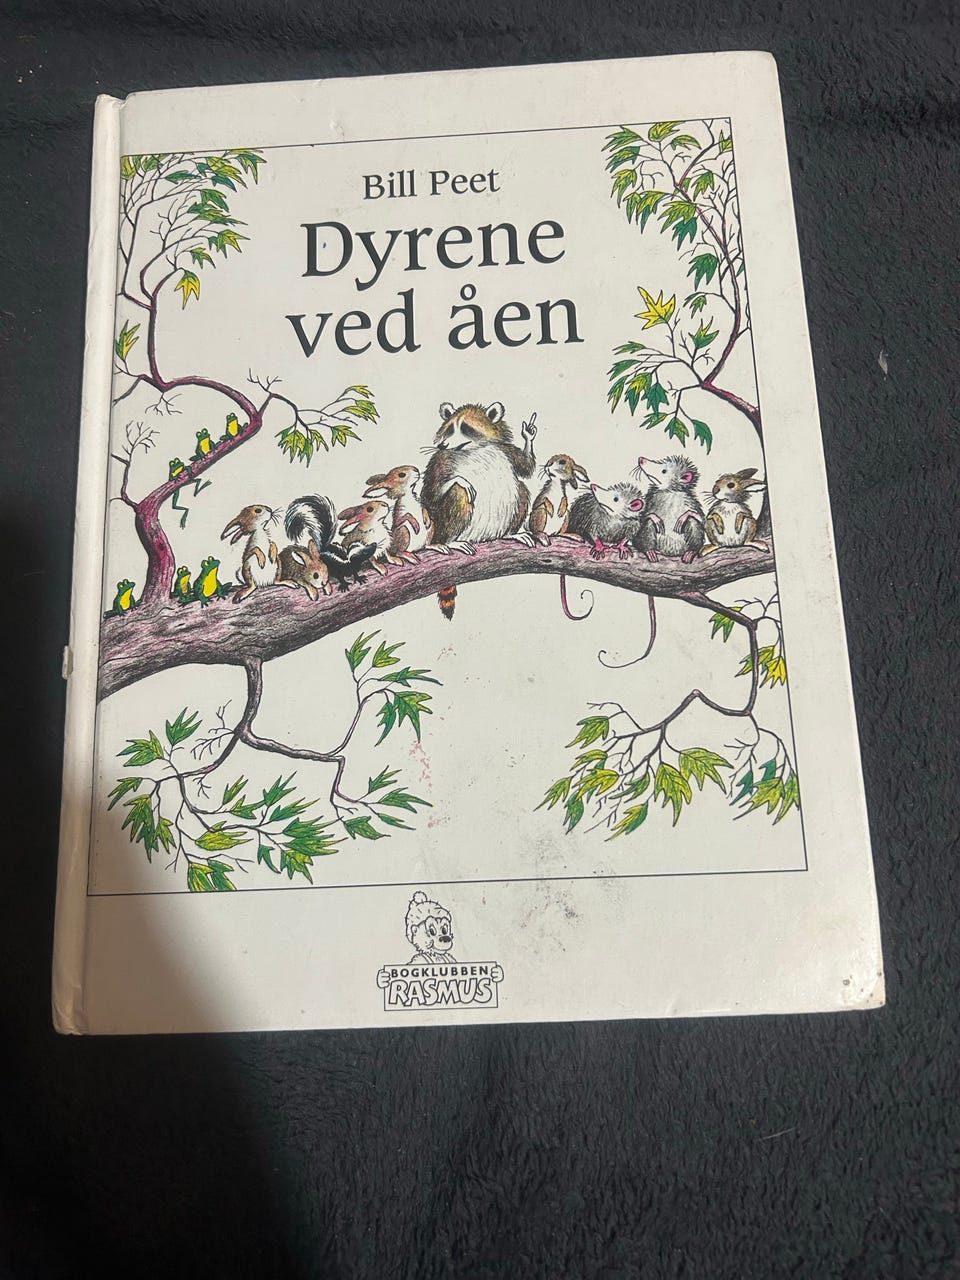 Bill Peet
Dyrene
ved åen
BOGKLUBBEN
RASMUS